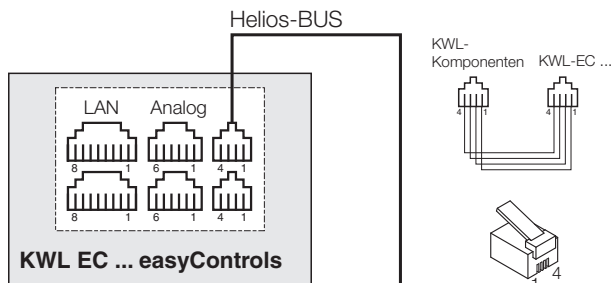 Helios-BUS
KWL-
Komponenten KWL-EC ...
4 1 4 1
LAN Analog
8 1 6 1 4 1
8 1 6 1 4 1
KWL EC ... easyControls
1 4